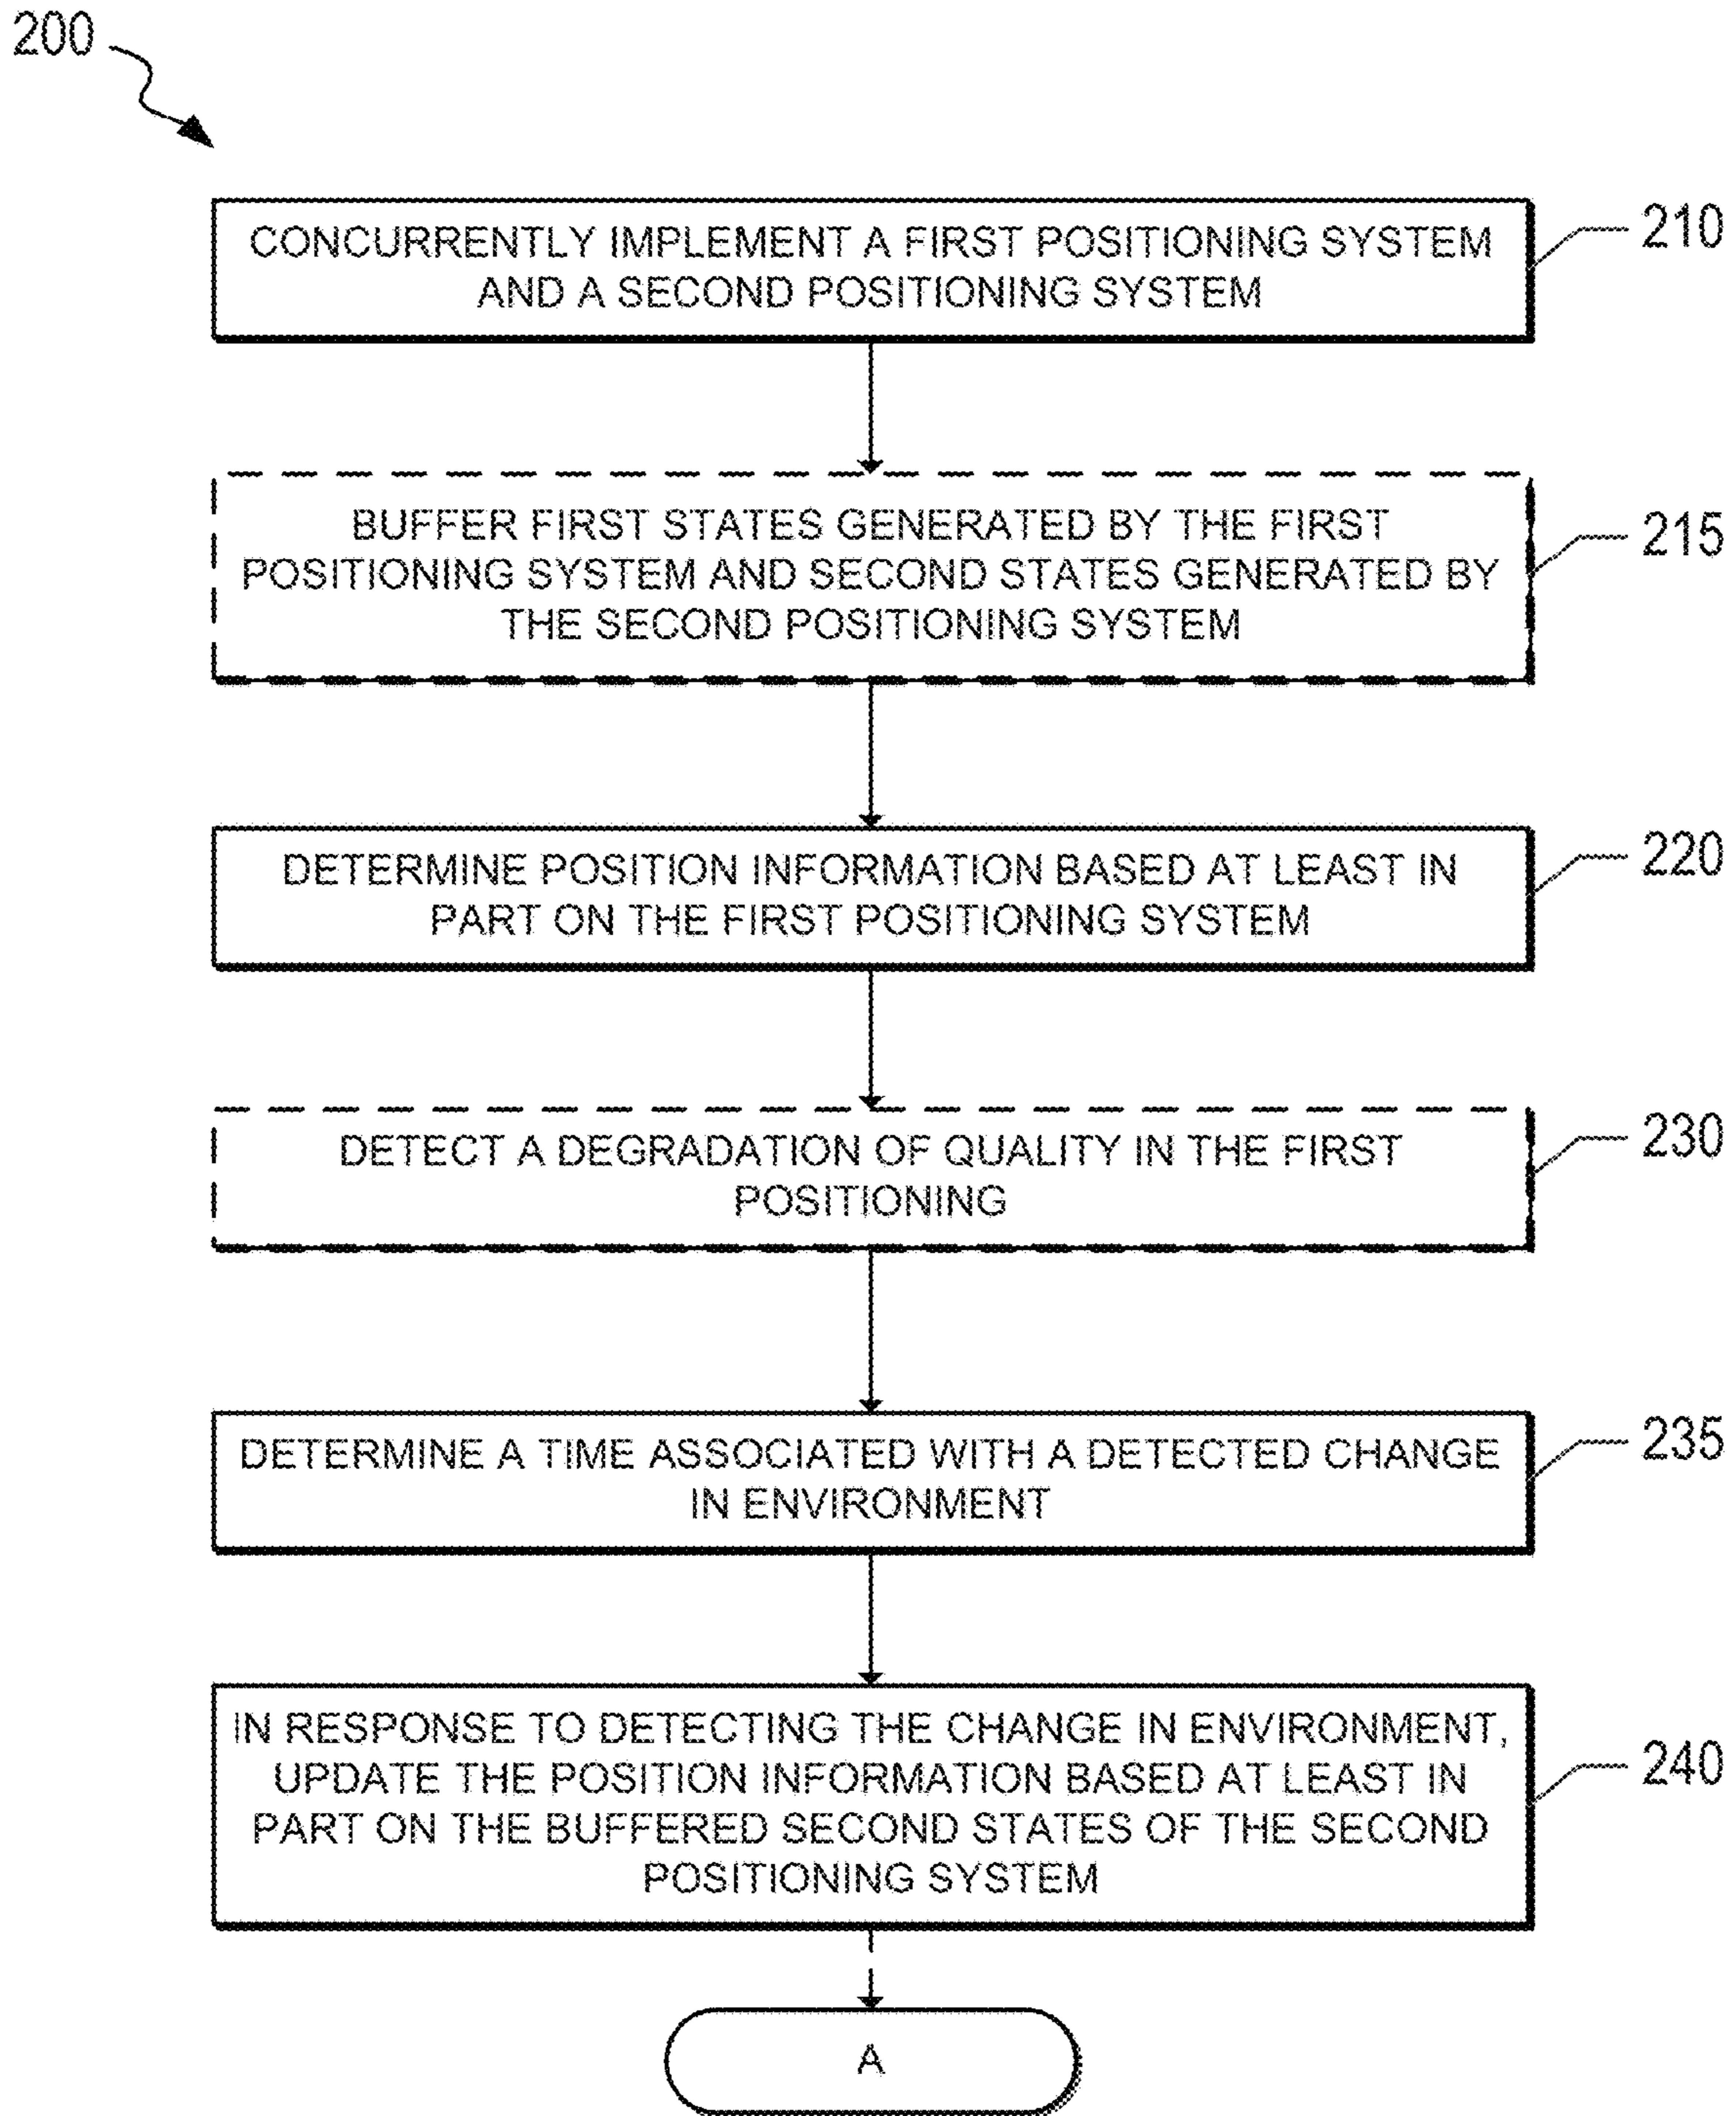 200
CONCURRENTLY IMPLEMENT A FIRST POSITIONING SYSTEM
AND A SECOND POSITIONING SYSTEM
210
BUFFER FIRST STATES GENERATED BY THE FIRST
POSITIONING SYSTEM AND SECOND STATES GENERATED BY
THE SECOND POSITIONING SYSTEM
215
DETERMINE POSITION INFORMATION BASED AT LEAST IN
PART ON THE FIRST POSITIONING SYSTEM
220
DETECT A DEGRADATION OF QUALITY IN THE FIRST
POSITIONING
230
DETERMINE A TIME ASSOCIATED WITH A DETECTED CHANGE
IN ENVIRONMENT
235
IN RESPONSE TO DETECTING THE CHANGE IN ENVIRONMENT,
UPDATE THE POSITION INFORMATION BASED AT LEAST IN
PART ON THE BUFFERED SECOND STATES OF THE SECOND
POSITIONING SYSTEM
240
A